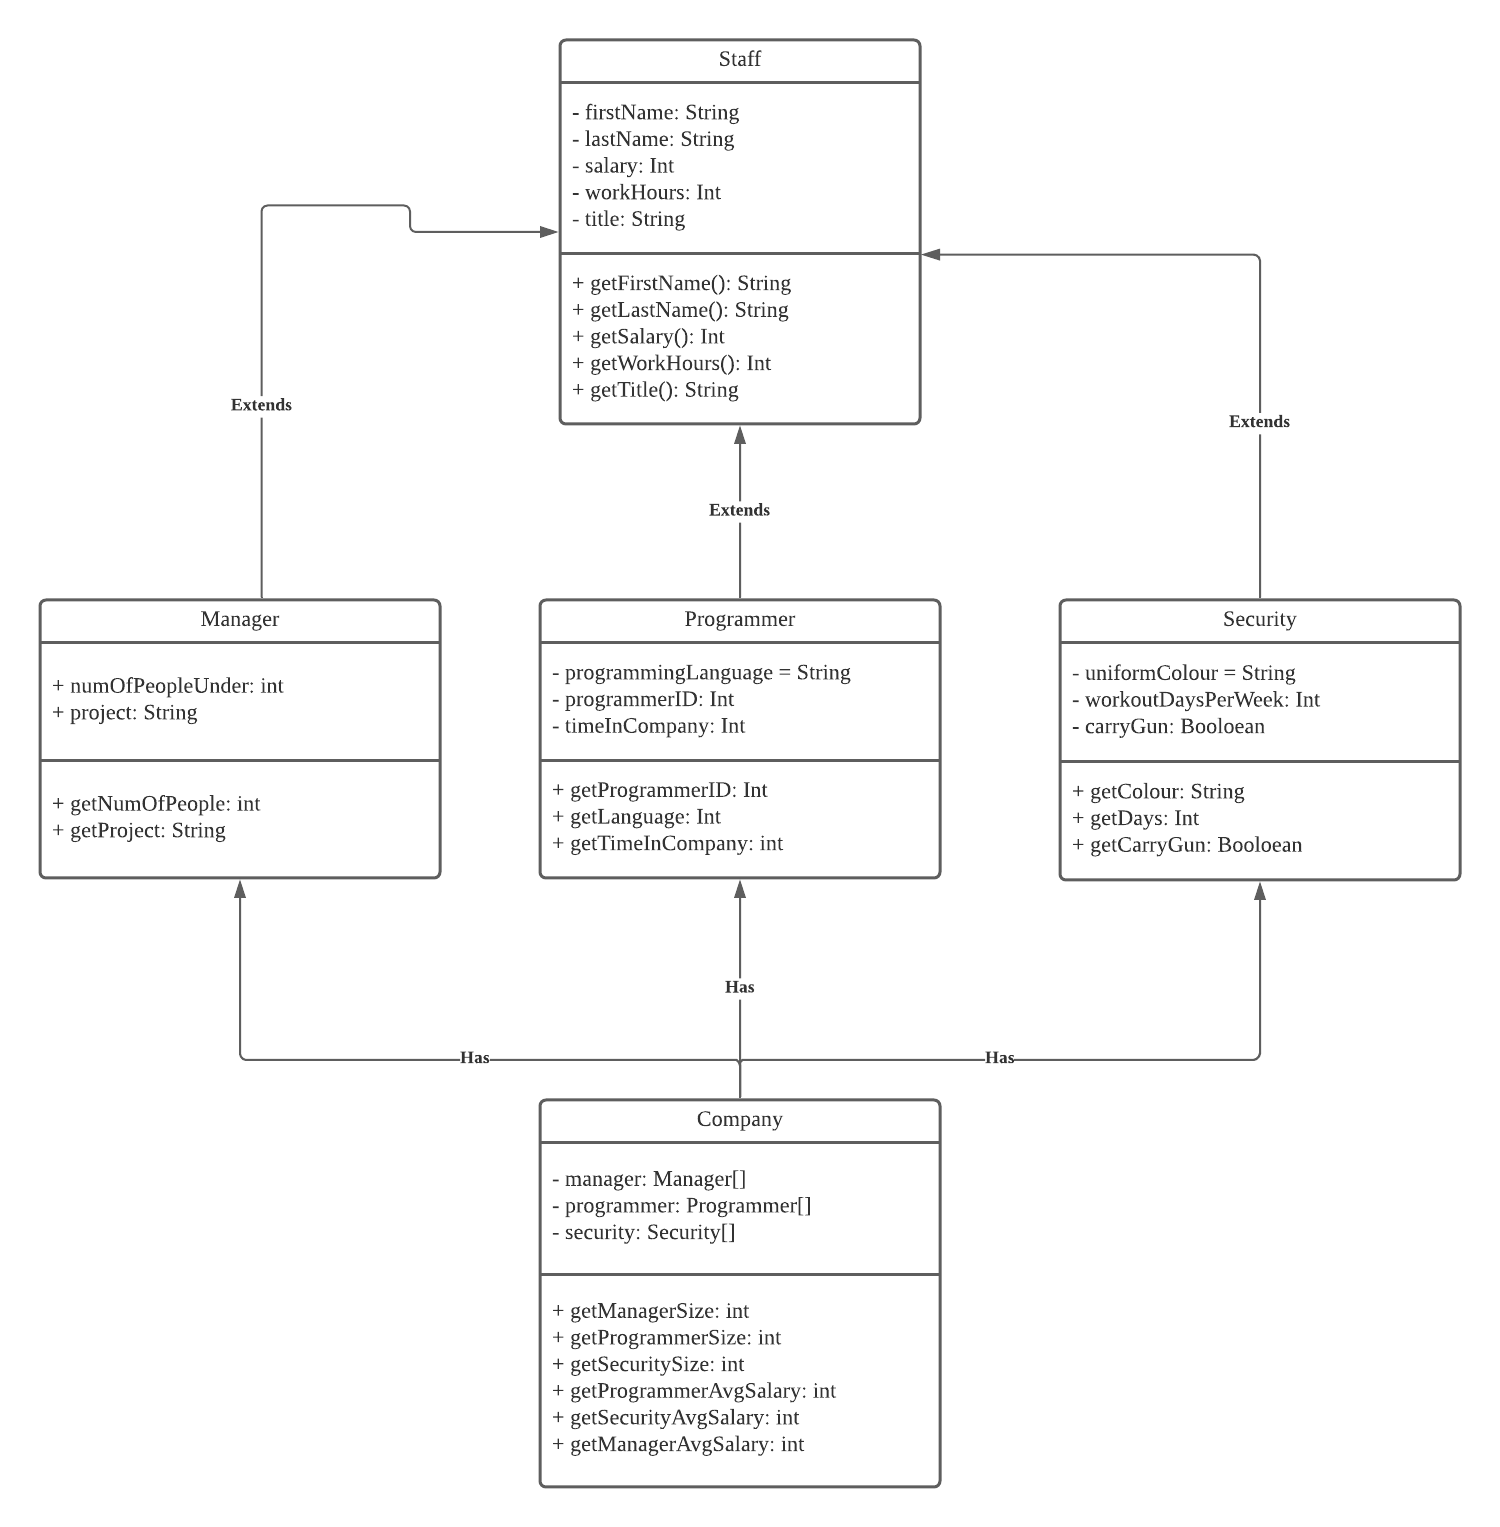 Staff
- firstName: String
- lastName: String
- salary: Int
- workHours: Int
- title: String
+ getFirstName(): String
+ getLastName(): String
+ getSalary(): Int
+ getWorkHours(): Int
+ getTitle(): String
Extends
Extends
Extends
Manager
+ numOfPeopleUnder: int
+ project: String
+ getNumOfPeople: int
+ getProject: String
Programmer
- programmingLanguage = String
- programmerID: Int
- timeInCompany: Int
+ getProgrammerID: Int
+ getLanguage: Int
+ getTimeInCompany: int
Security
- uniformColour = String
- workoutDaysPerWeek: Int
- carryGun: Booloean
+ getColour: String
+ getDays: Int
+ getCarryGun: Booloean
Has
Has
Has
Company
- manager: Manager[]
- programmer: Programmer[]
- security: Security[]
+ getManagerSize: int
+ getProgrammerSize: int
+ getSecuritySize: int
+ getProgrammerAvgSalary: int
+ getSecurityAvgSalary: int
+ getManagerAvgSalary: int